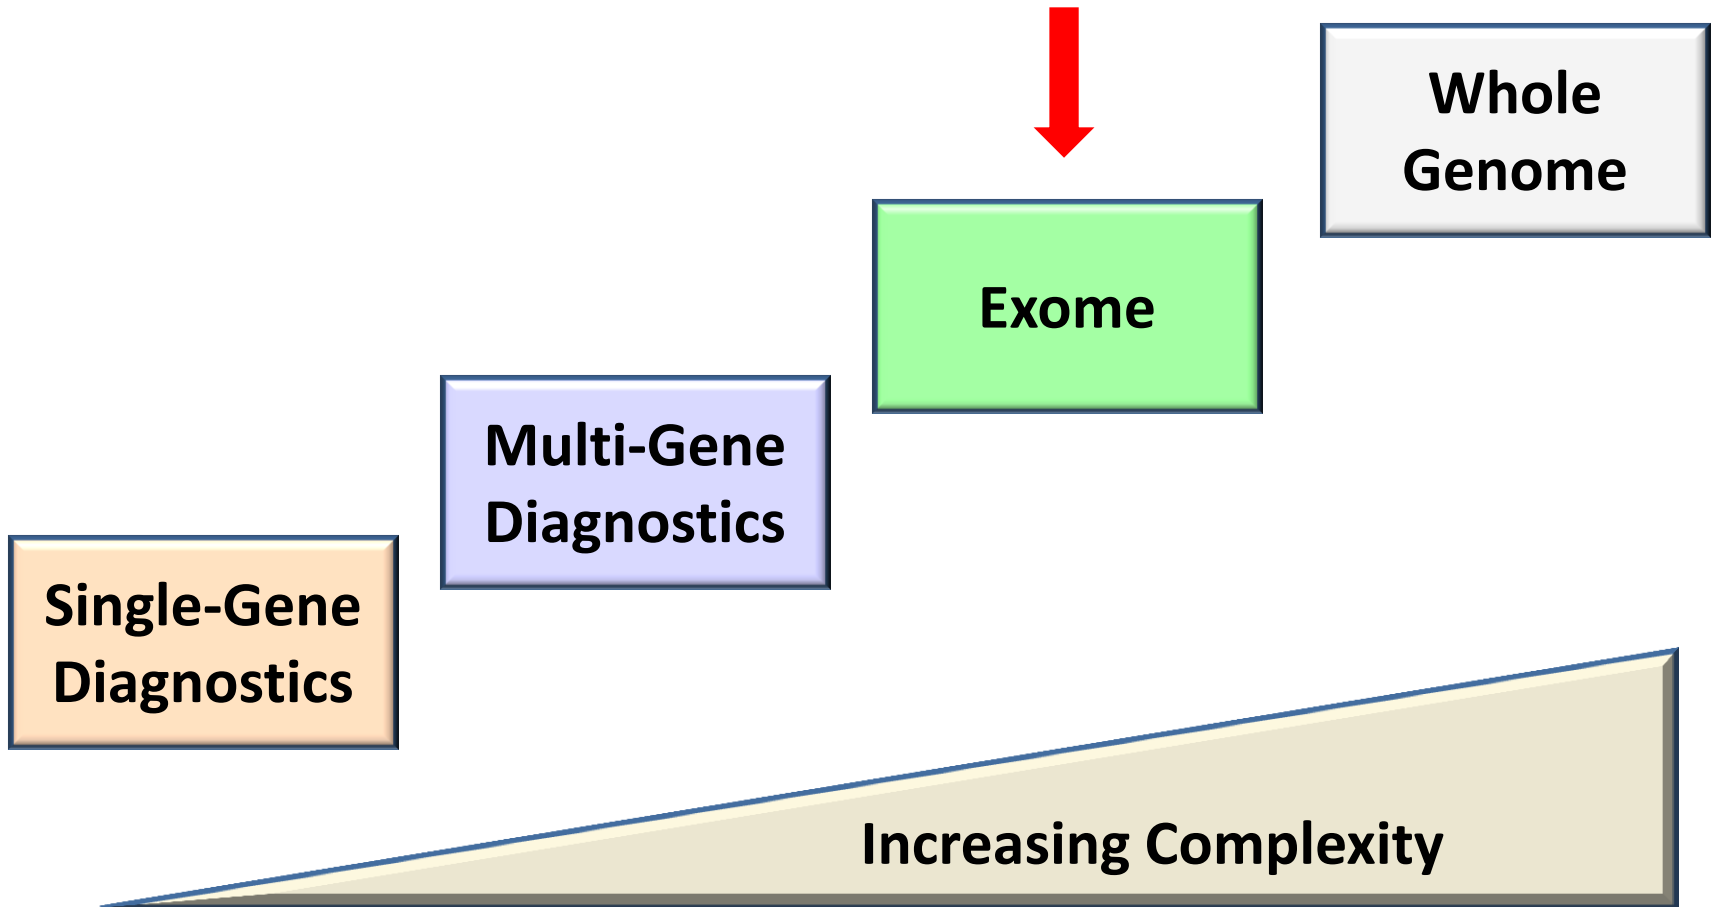 Whole
Genome
Exome
Multi-Gene
Diagnostics
Single-Gene
Diagnostics
Increasing Complexity